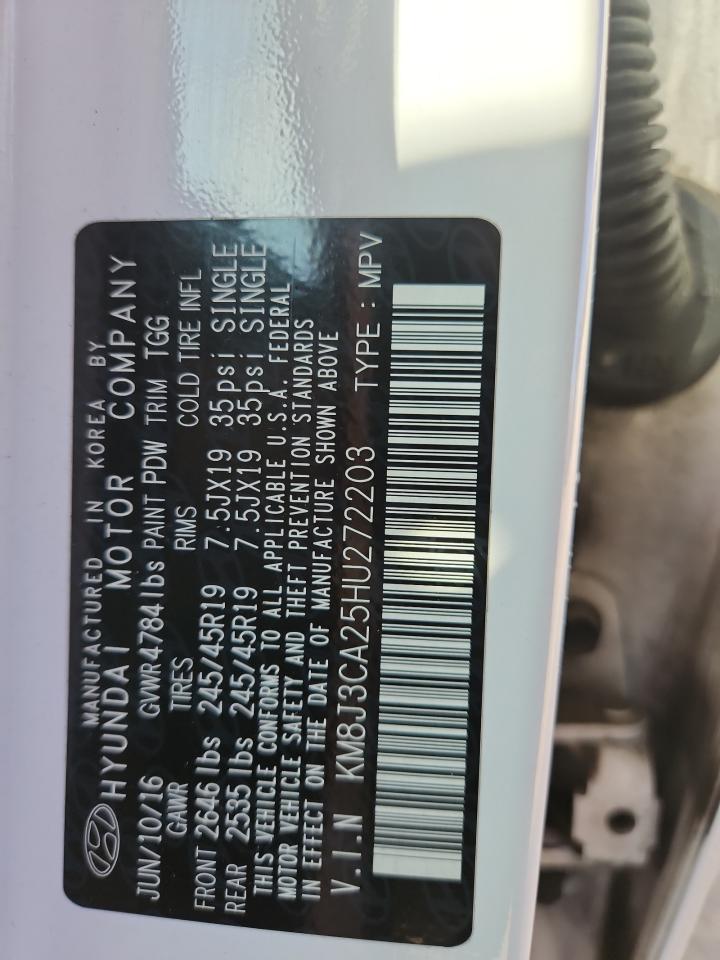 MANUFACTURED IN KOREA BY
HYUNDAI MOTOR COMPANY
JUN/10/16 GVWR4784lbs PAINT PDW TRIM TGG
GAWR TIRES RIMS COLD TIRE INFL
FRONT 2646 lbs 245/45R19 7.5JX19 35psi SINGLE
REAR 2535 lbs 245/45R19 7.5JX19 35psi SINGLE
THIS VEHICLE CONFORMS TO ALL APPLICABLE U.S.A. FEDERAL
MOTOR VEHICLE SAFETY AND THEFT PREVENTION STANDARDS
IN EFFECT ON THE DATE OF MANUFACTURE SHOWN ABOVE
V.I.N KM8J3CA25HU272203 TYPE : MPV